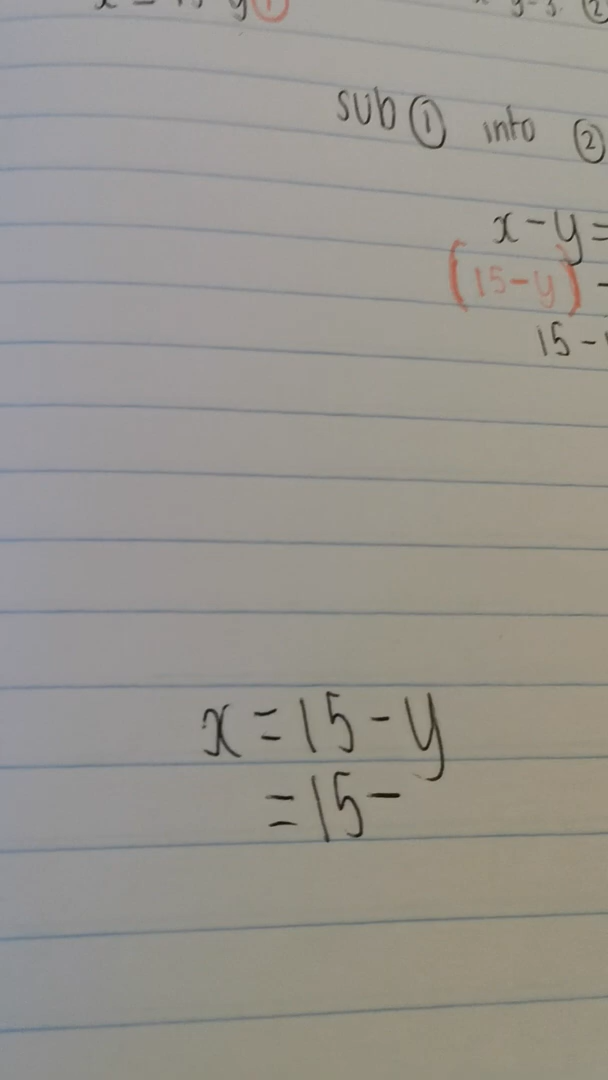 sub ① into ②
x - y =
(15 - y) -
15 -
x = 15 - y
= 15 -